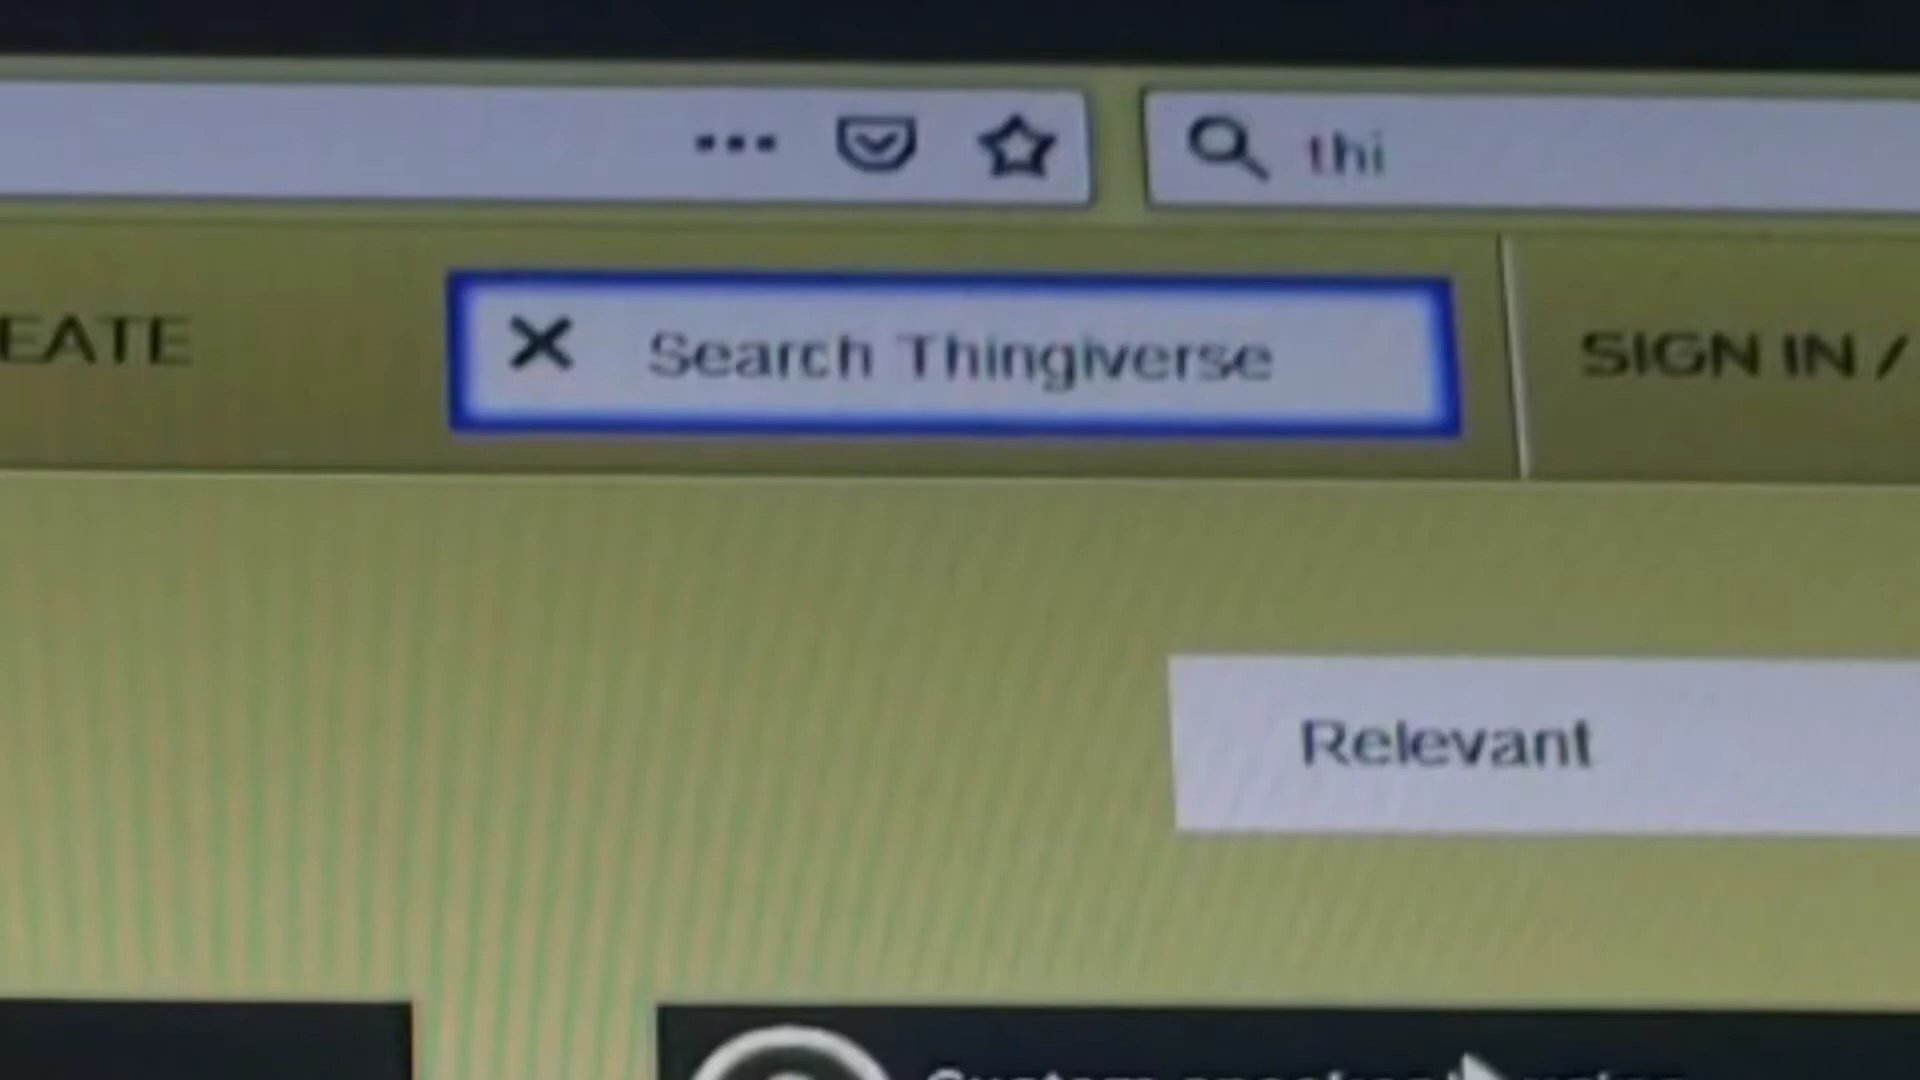 thi
EATE
Search Thingiverse
SIGN IN /
Relevant